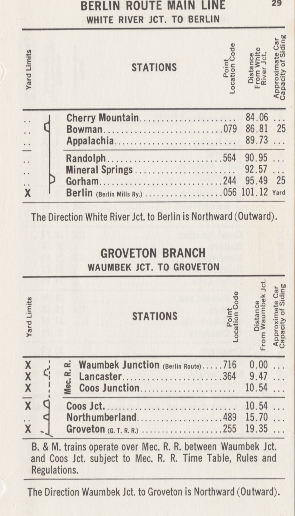 BERLIN ROUTE MAIN LINE 29
WHITE RIVER JCT. TO BERLIN
Yard Limits
STATIONS
Point Location Code
Distance From White River Jct.
Approximate Car Capacity of Siding
.. Cherry Mountain.................. 84.06 ...
.. Bowman....................... .079 86.81 25
.. Appalachia...................... 89.73 ...
.. Randolph..................... .564 90.95 ...
.. Mineral Springs.................. 92.57 ...
.. Gorham....................... 244 95.49 25
X Berlin (Berlin Mills Ry.)............ .056 101.12 Yard
The Direction White River Jct. to Berlin is Northward (Outward).
GROVETON BRANCH
WAUMBEK JCT. TO GROVETON
Yard Limits
STATIONS
Point Location Code
Distance From Waumbek Jct.
Approximate Car Capacity of Siding
Mec. R. R.
X Waumbek Junction (Berlin Route) .....716 0.00 ...
X Lancaster.................... 364 9.47 ...
X Coos Junction.................. 10.54 ...
X Coos Jct. 10.54 ...
X Northumberland............... 489 15.70 ...
X Groveton (G. T. R. R.)............. 255 19.35 ...
B. & M. trains operate over Mec. R. R. between Waumbek Jct.
and Coos Jct. subject to Mec. R. R. Time Table, Rules and
Regulations.
The Direction Waumbek Jct. to Groveton is Northward (Outward).